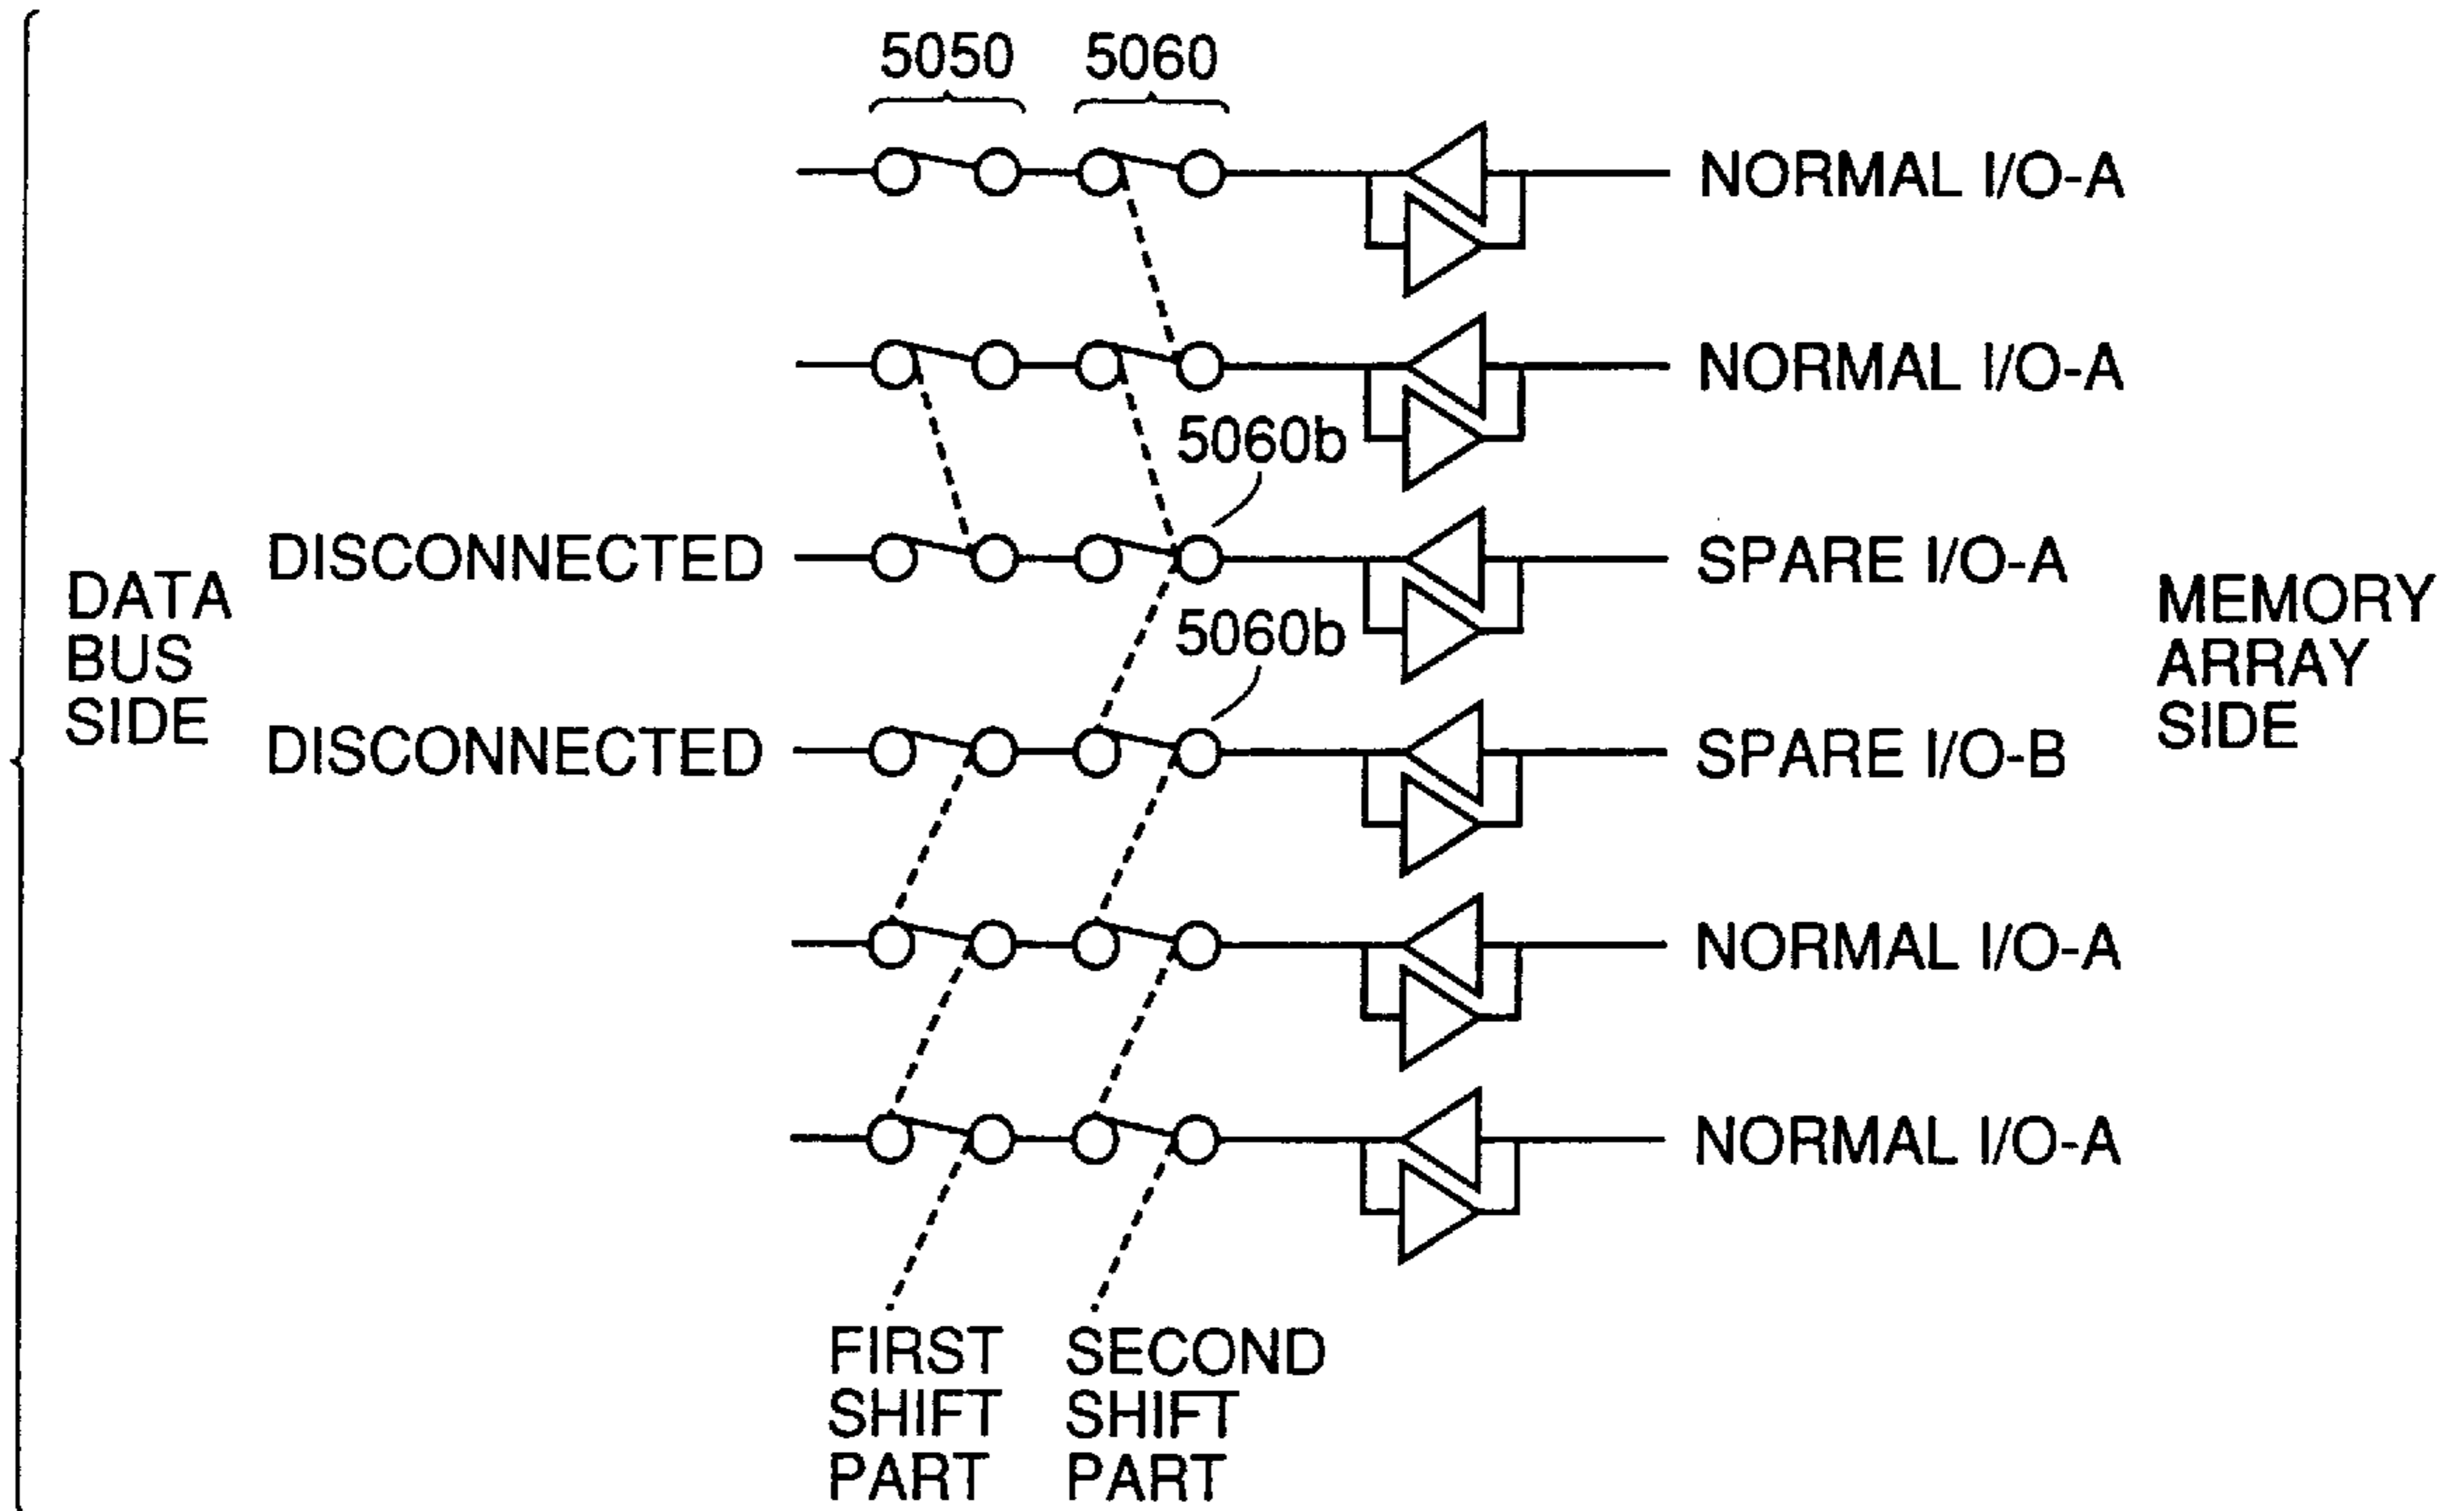 5050 5060
NORMAL I/O-A
NORMAL I/O-A
5060b
DISCONNECTED
SPARE I/O-A
DATA
BUS
SIDE
MEMORY
ARRAY
SIDE
5060b
DISCONNECTED
SPARE I/O-B
NORMAL I/O-A
NORMAL I/O-A
FIRST
SHIFT
PART
SECOND
SHIFT
PART